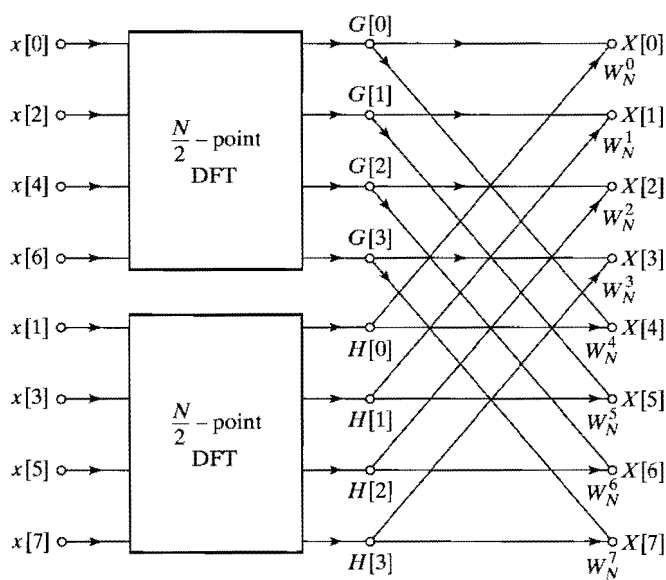 x[0]
x[2]
x[4]
x[6]
x[1]
x[3]
x[5]
x[7]
N/2 – point
DFT
N/2 – point
DFT
G[0]
G[1]
G[2]
G[3]
H[0]
H[1]
H[2]
H[3]
X[0]
W_N^0
X[1]
W_N^1
X[2]
W_N^2
X[3]
W_N^3
X[4]
W_N^4
X[5]
W_N^5
X[6]
W_N^6
X[7]
W_N^7